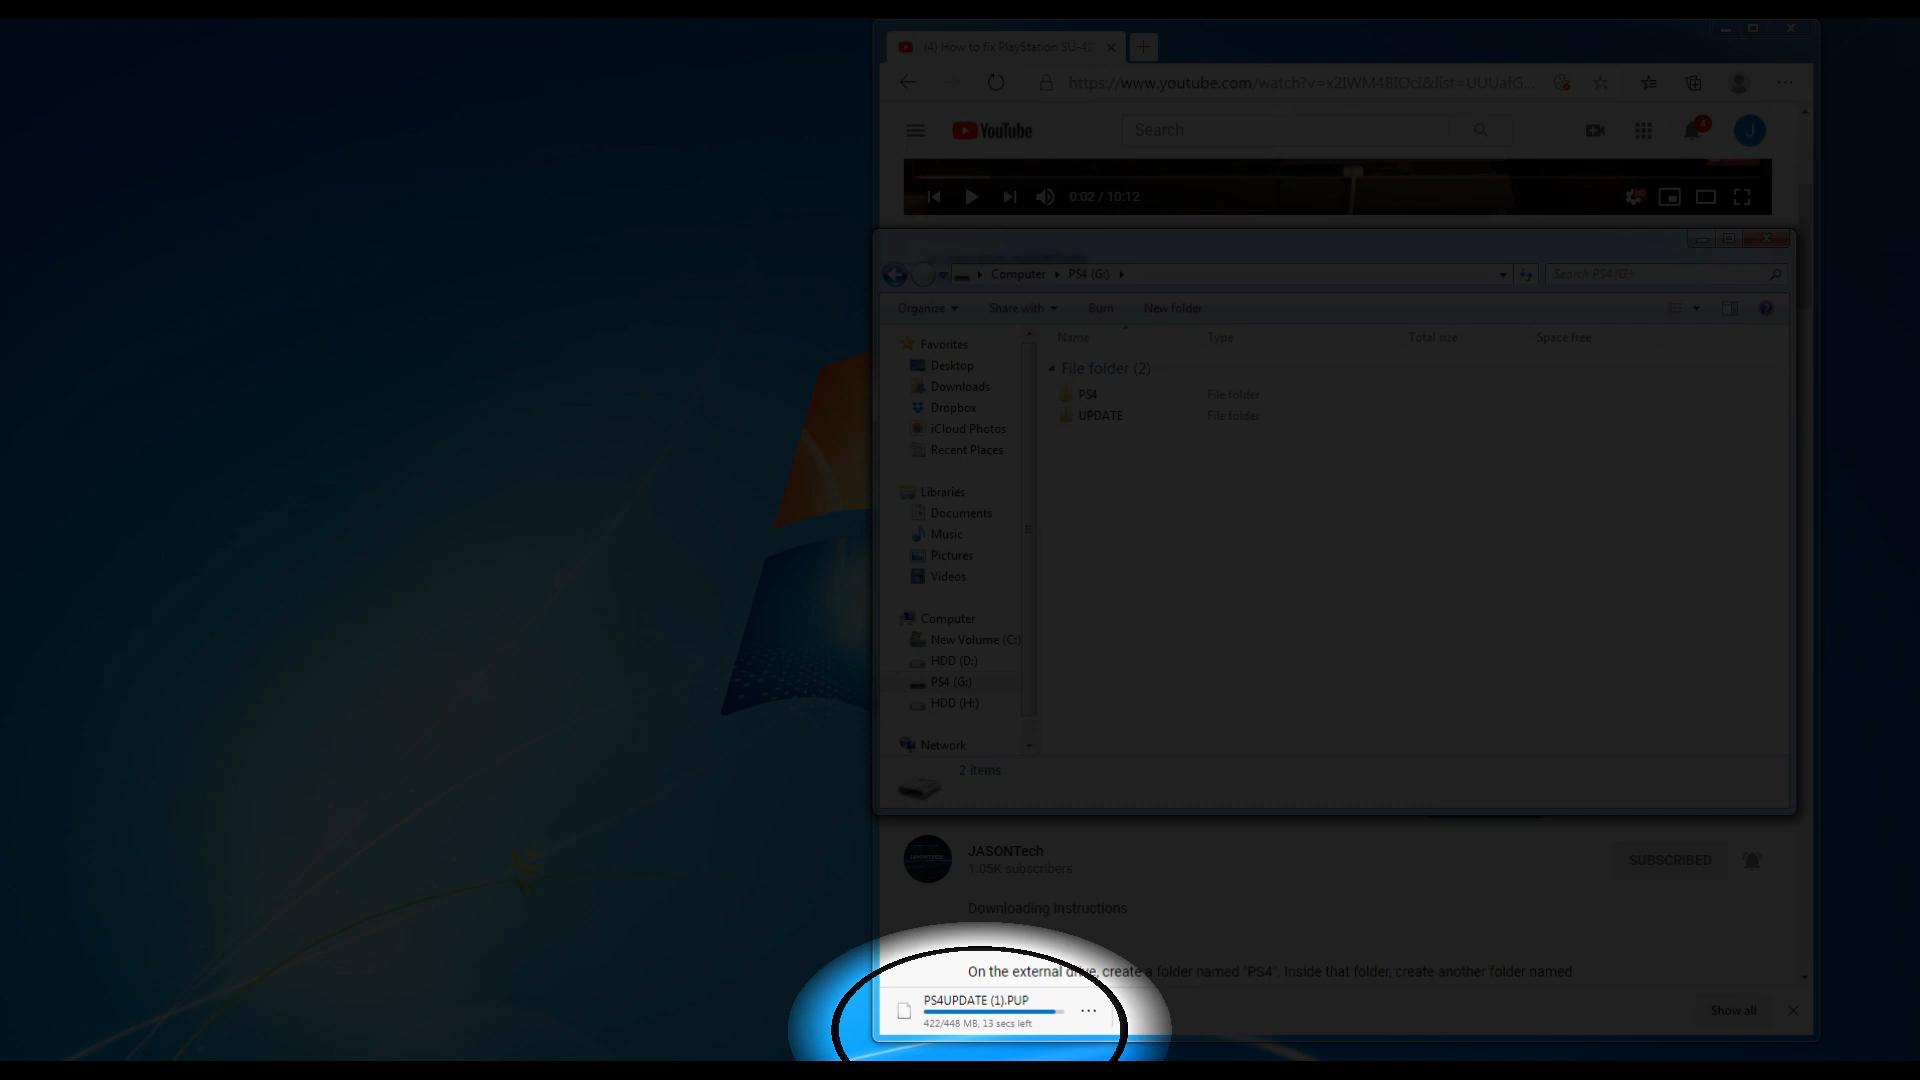 (4) How to fix PlayStation SU-42
https://www.youtube.com/watch?v=x2IWM4BIOcI&list=UUUafG...
YouTube
Search
4
J
0:02 / 10:12
HD
Computer
PS4 (G:)
Search PS4 (G:)
Organize
Share with
Burn
New folder
Name
Type
Total size
Space free
Favorites
Desktop
Downloads
Dropbox
iCloud Photos
Recent Places
Libraries
Documents
Music
Pictures
Videos
Computer
New Volume (C:)
HDD (D:)
PS4 (G:)
HDD (H:)
Network
File folder (2)
PS4
File folder
UPDATE
File folder
2 items
JASONTech
1.05K subscribers
SUBSCRIBED
Downloading Instructions
On the external drive, create a folder named "PS4". Inside that folder, create another folder named
PS4UPDATE (1).PUP
422/448 MB, 13 secs left
Show all